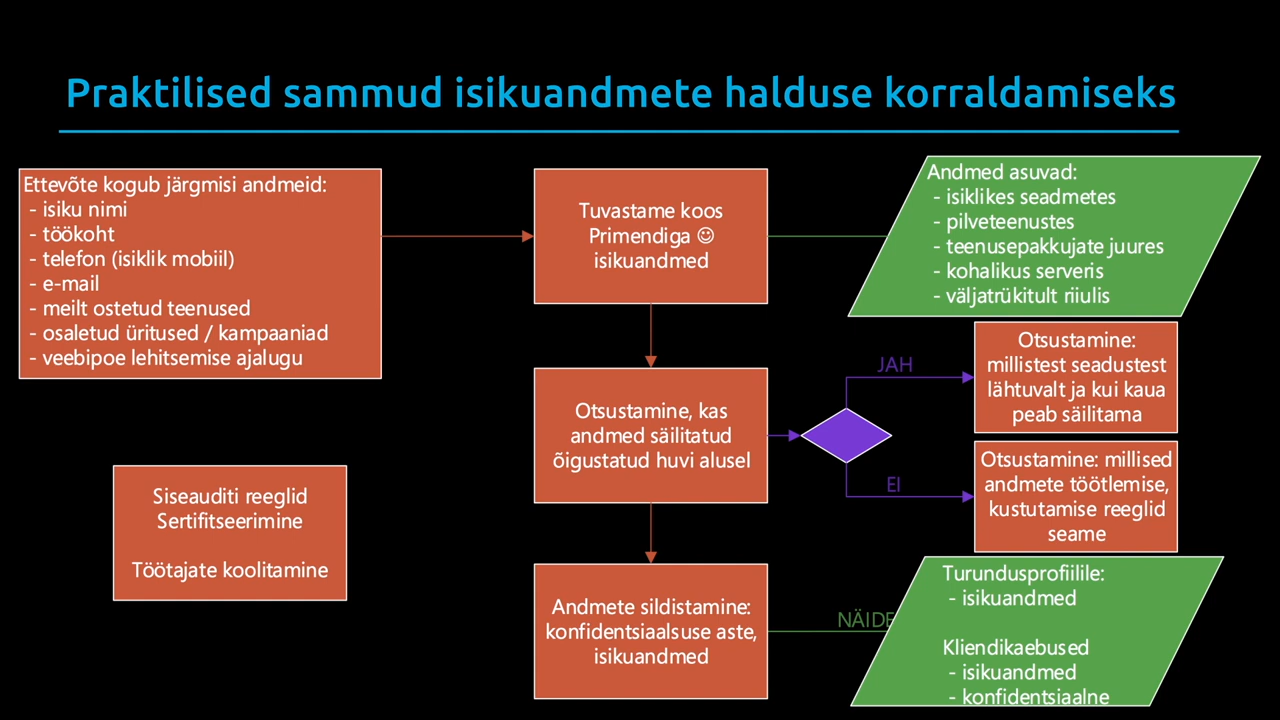 Praktilised sammud isikuandmete halduse korraldamiseks
Ettevõte kogub järgmisi andmeid:
- isiku nimi
- töökoht
- telefon (isiklik mobiil)
- e-mail
- meilt ostetud teenused
- osaletud üritused / kampaaniad
- veebipoe lehitsemise ajalugu
Tuvastame koos
Primendiga ☺
isikuandmed
Andmed asuvad:
- isiklikes seadmetes
- pilveteenustes
- teenusepakkujate juures
- kohalikus serveris
- väljatrükitult riiulis
Otsustamine, kas
andmed säilitatud
õigustatud huvi alusel
JAH
Otsustamine:
millistest seadustest
lähtuvalt ja kui kaua
peab säilitama
EI
Otsustamine: millised
andmete töötlemise,
kustutamise reeglid
seame
Siseauditi reeglid
Sertifitseerimine
Töötajate koolitamine
Andmete sildistamine:
konfidentsiaalsuse aste,
isikuandmed
NÄIDE
Turundusprofiilile:
- isikuandmed
Kliendikaebused
- isikuandmed
- konfidentsiaalne